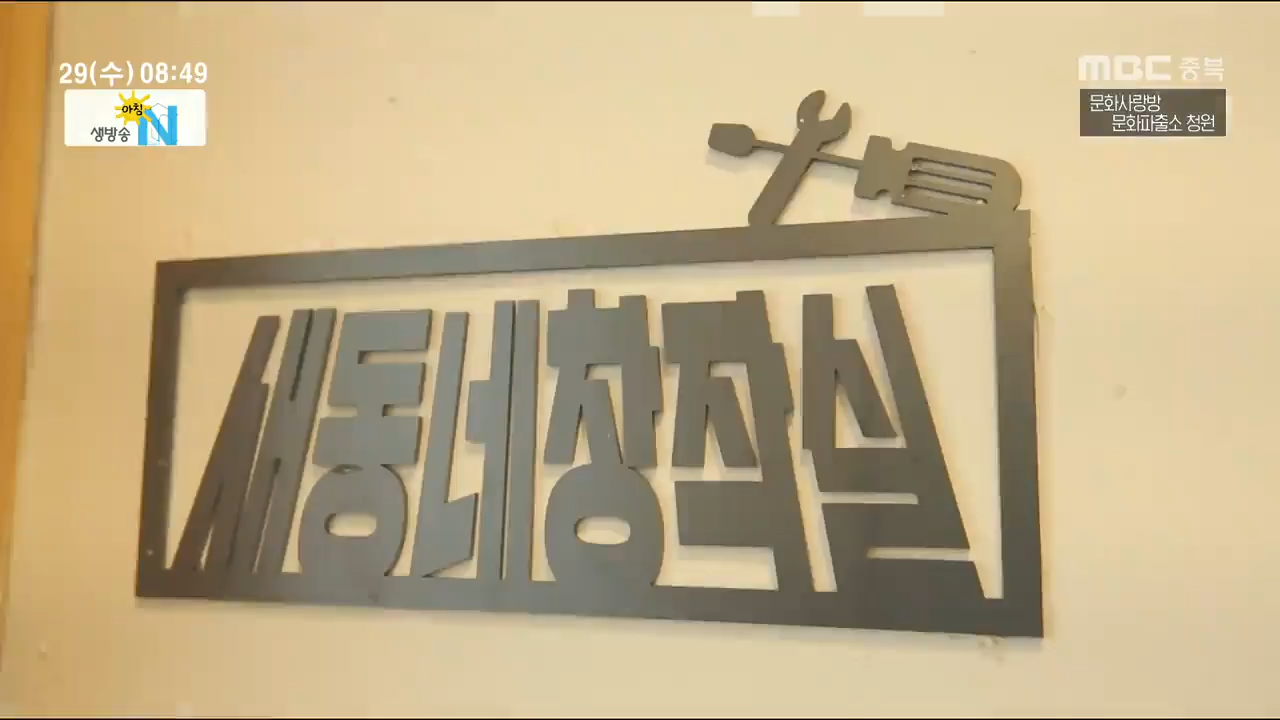 29(수) 08:49
아침
생방송 N
MBC 충북
문화사랑방
문화파출소 청원
새동네창작실